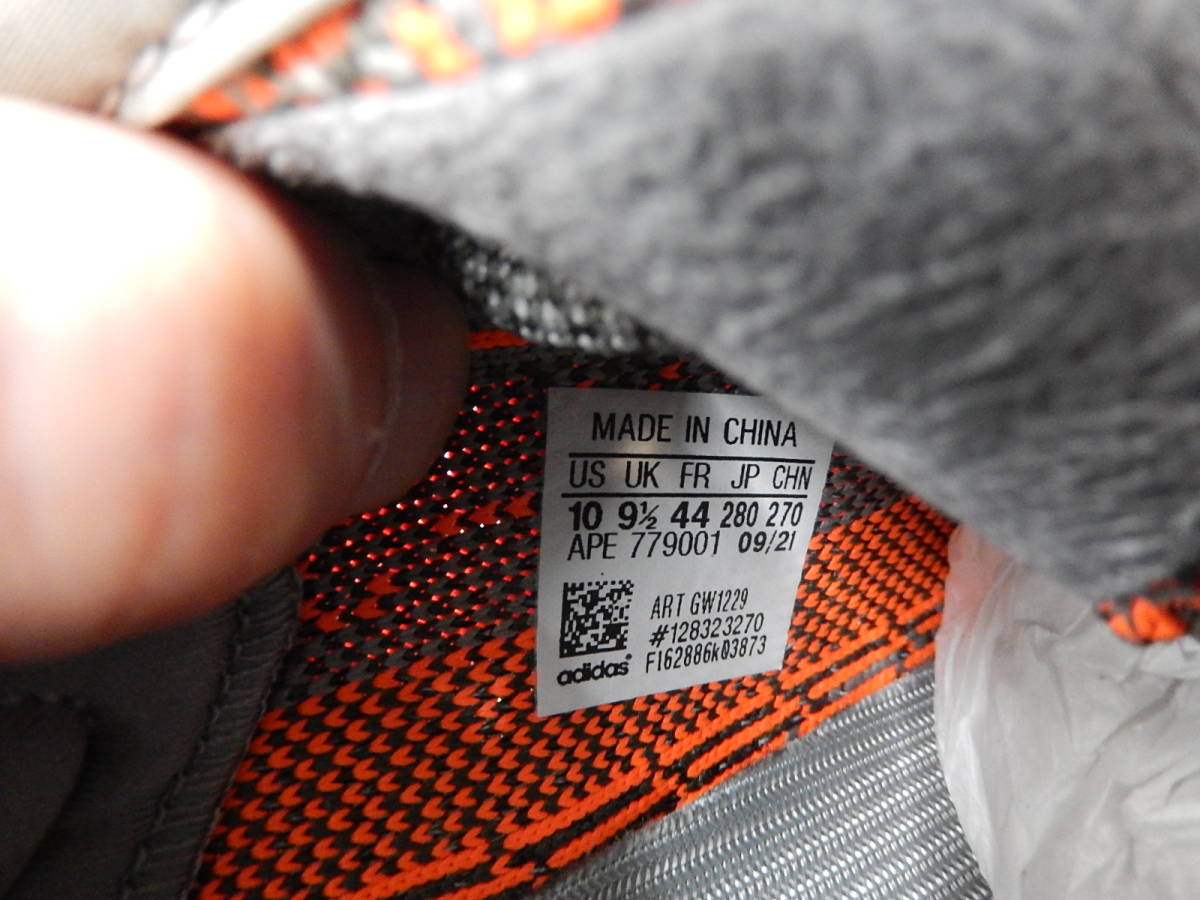 MADE IN CHINA
US UK FR JP CHN
10 9½ 44 280 270
APE 779001 09/21
ART GW1229
#128323270
FI62886k03873
adidas